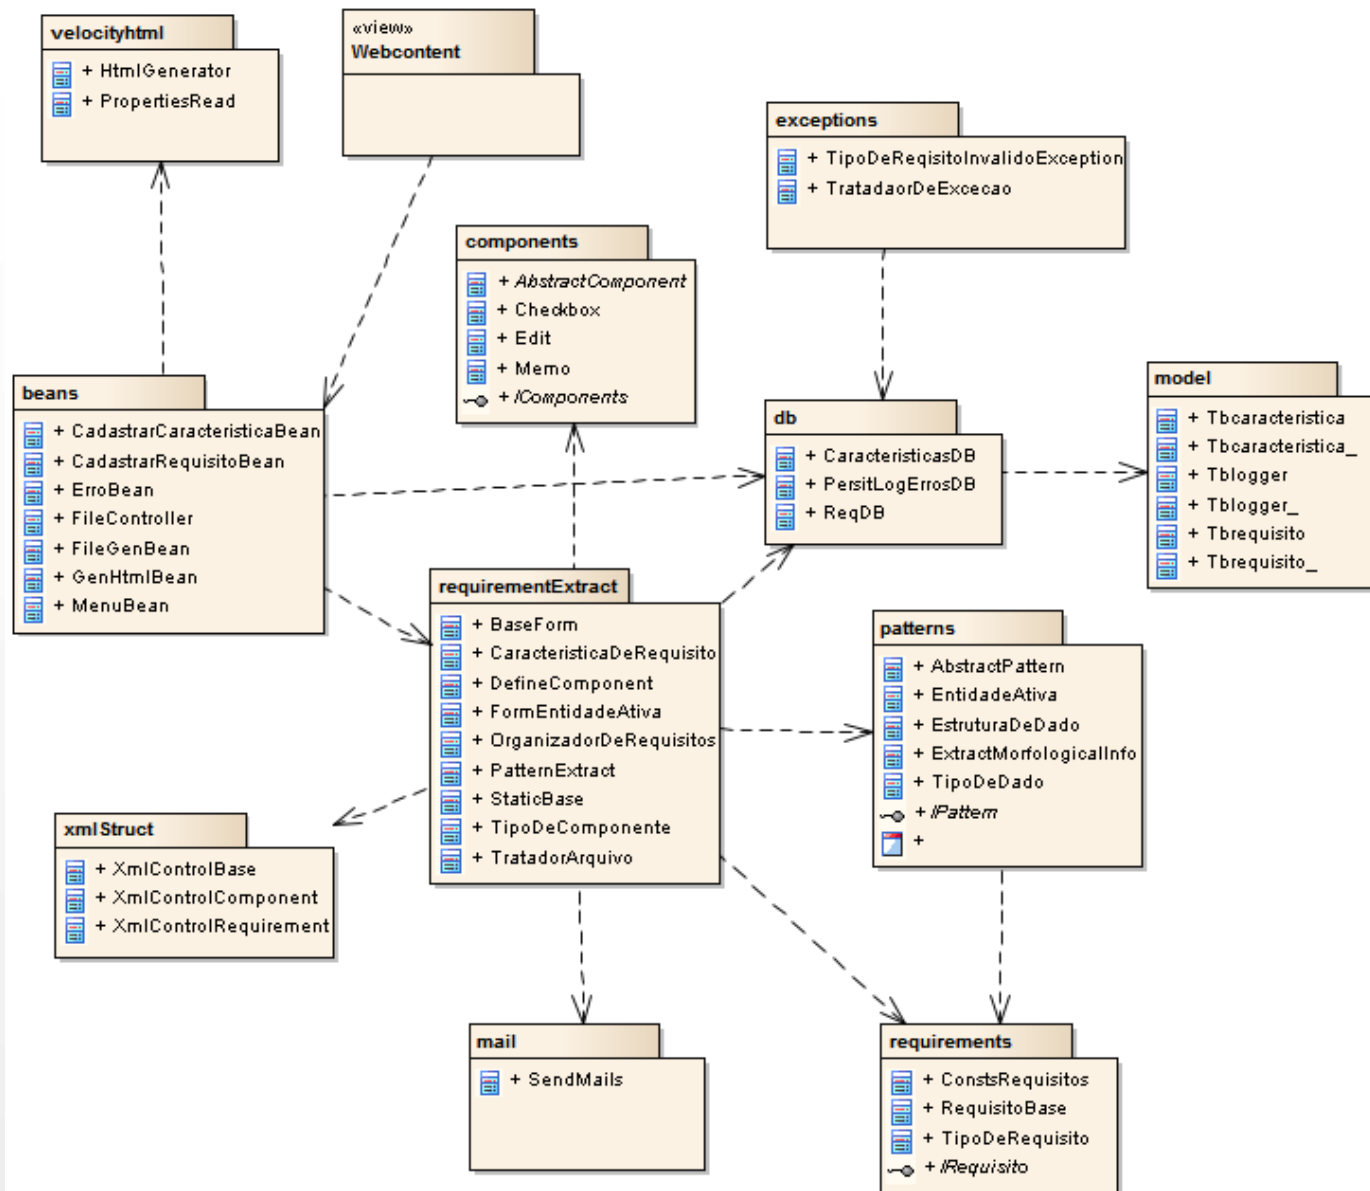 velocityhtml
+ HtmlGenerator
+ PropertiesRead
«view»
Webcontent
exceptions
+ TipoDeReqisitoInvalidoException
+ TratadaorDeExcecao
components
+ AbstractComponent
+ Checkbox
+ Edit
+ Memo
+ IComponents
beans
+ CadastrarCaracteristicaBean
+ CadastrarRequisitoBean
+ ErroBean
+ FileController
+ FileGenBean
+ GenHtmlBean
+ MenuBean
db
+ CaracteristicasDB
+ PersitLogErrosDB
+ ReqDB
model
+ Tbcaracteristica
+ Tbcaracteristica_
+ Tblogger
+ Tblogger_
+ Tbrequisito
+ Tbrequisito_
requirementExtract
+ BaseForm
+ CaracteristicaDeRequisito
+ DefineComponent
+ FormEntidadeAtiva
+ OrganizadorDeRequisitos
+ PatternExtract
+ StaticBase
+ TipoDeComponente
+ TratadorArquivo
patterns
+ AbstractPattern
+ EntidadeAtiva
+ EstruturaDeDado
+ ExtractMorfologicalInfo
+ TipoDeDado
+ IPattern
+
xmlStruct
+ XmlControlBase
+ XmlControlComponent
+ XmlControlRequirement
mail
+ SendMails
requirements
+ ConstsRequisitos
+ RequisitoBase
+ TipoDeRequisito
+ IRequisito